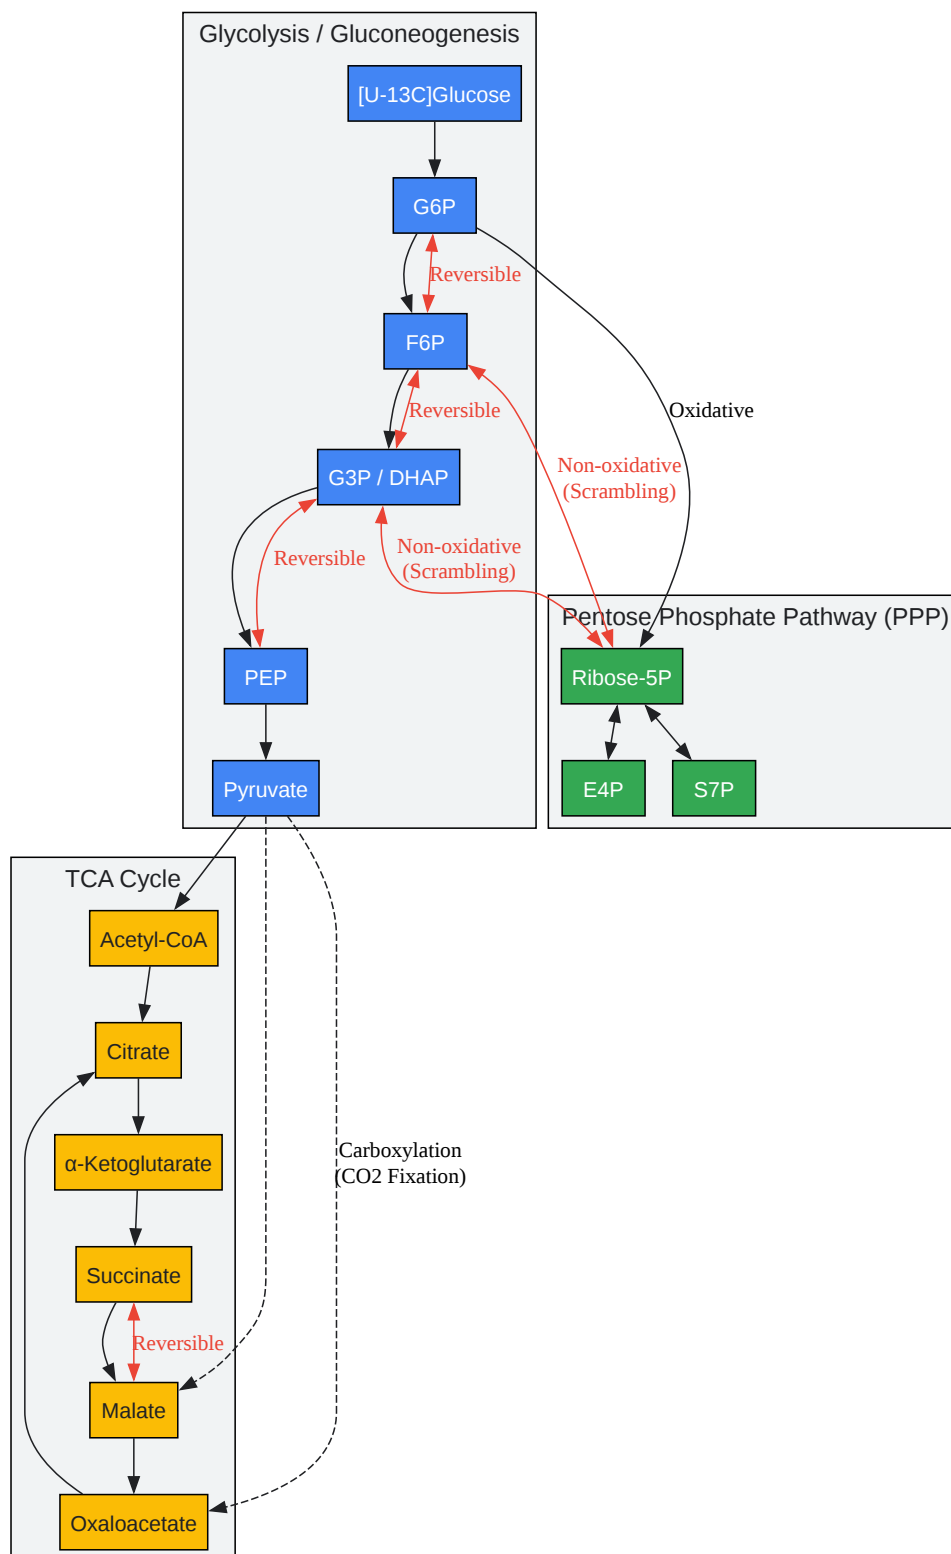 Glycolysis / Gluconeogenesis
[U-13C]Glucose
G6P
Reversible
F6P
Reversible
Oxidative
Non-oxidative
(Scrambling)
G3P / DHAP
Non-oxidative
(Scrambling)
Reversible
Pentose Phosphate Pathway (PPP)
PEP
Ribose-5P
Pyruvate
E4P
S7P
TCA Cycle
Acetyl-CoA
Citrate
Carboxylation
(CO2 Fixation)
α-Ketoglutarate
Succinate
Reversible
Malate
Oxaloacetate